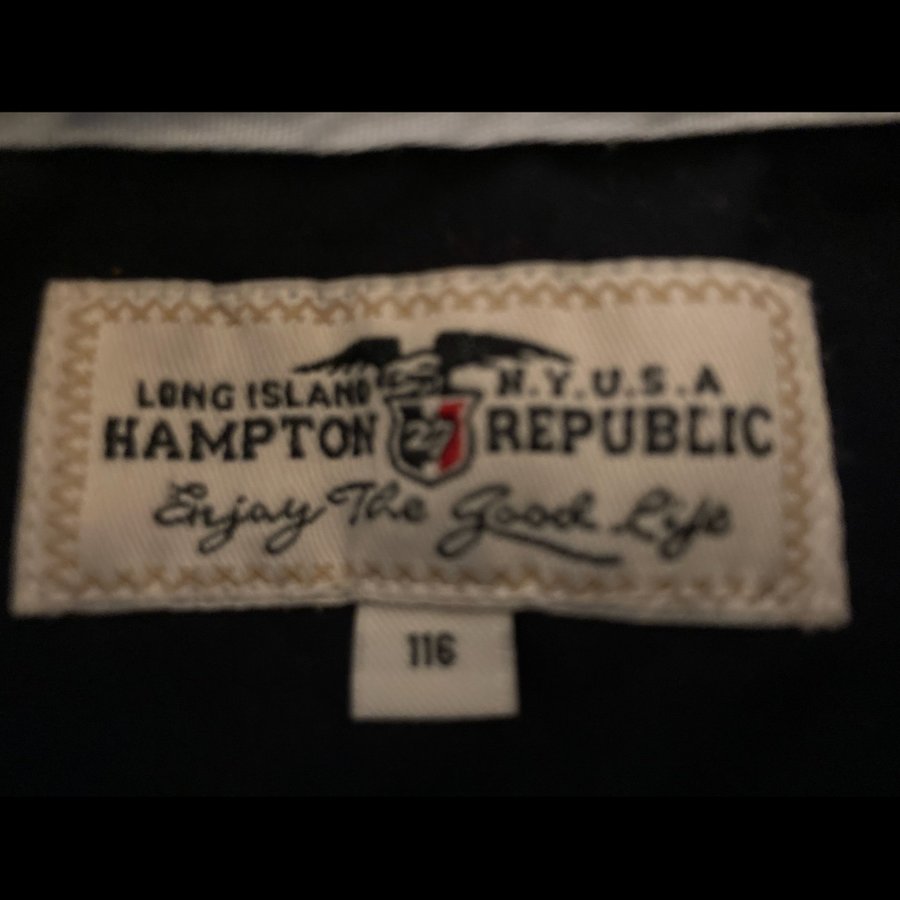 LONG ISLAND N.Y.U.S.A
HAMPTON 27 REPUBLIC
Enjoy The Good Life
116